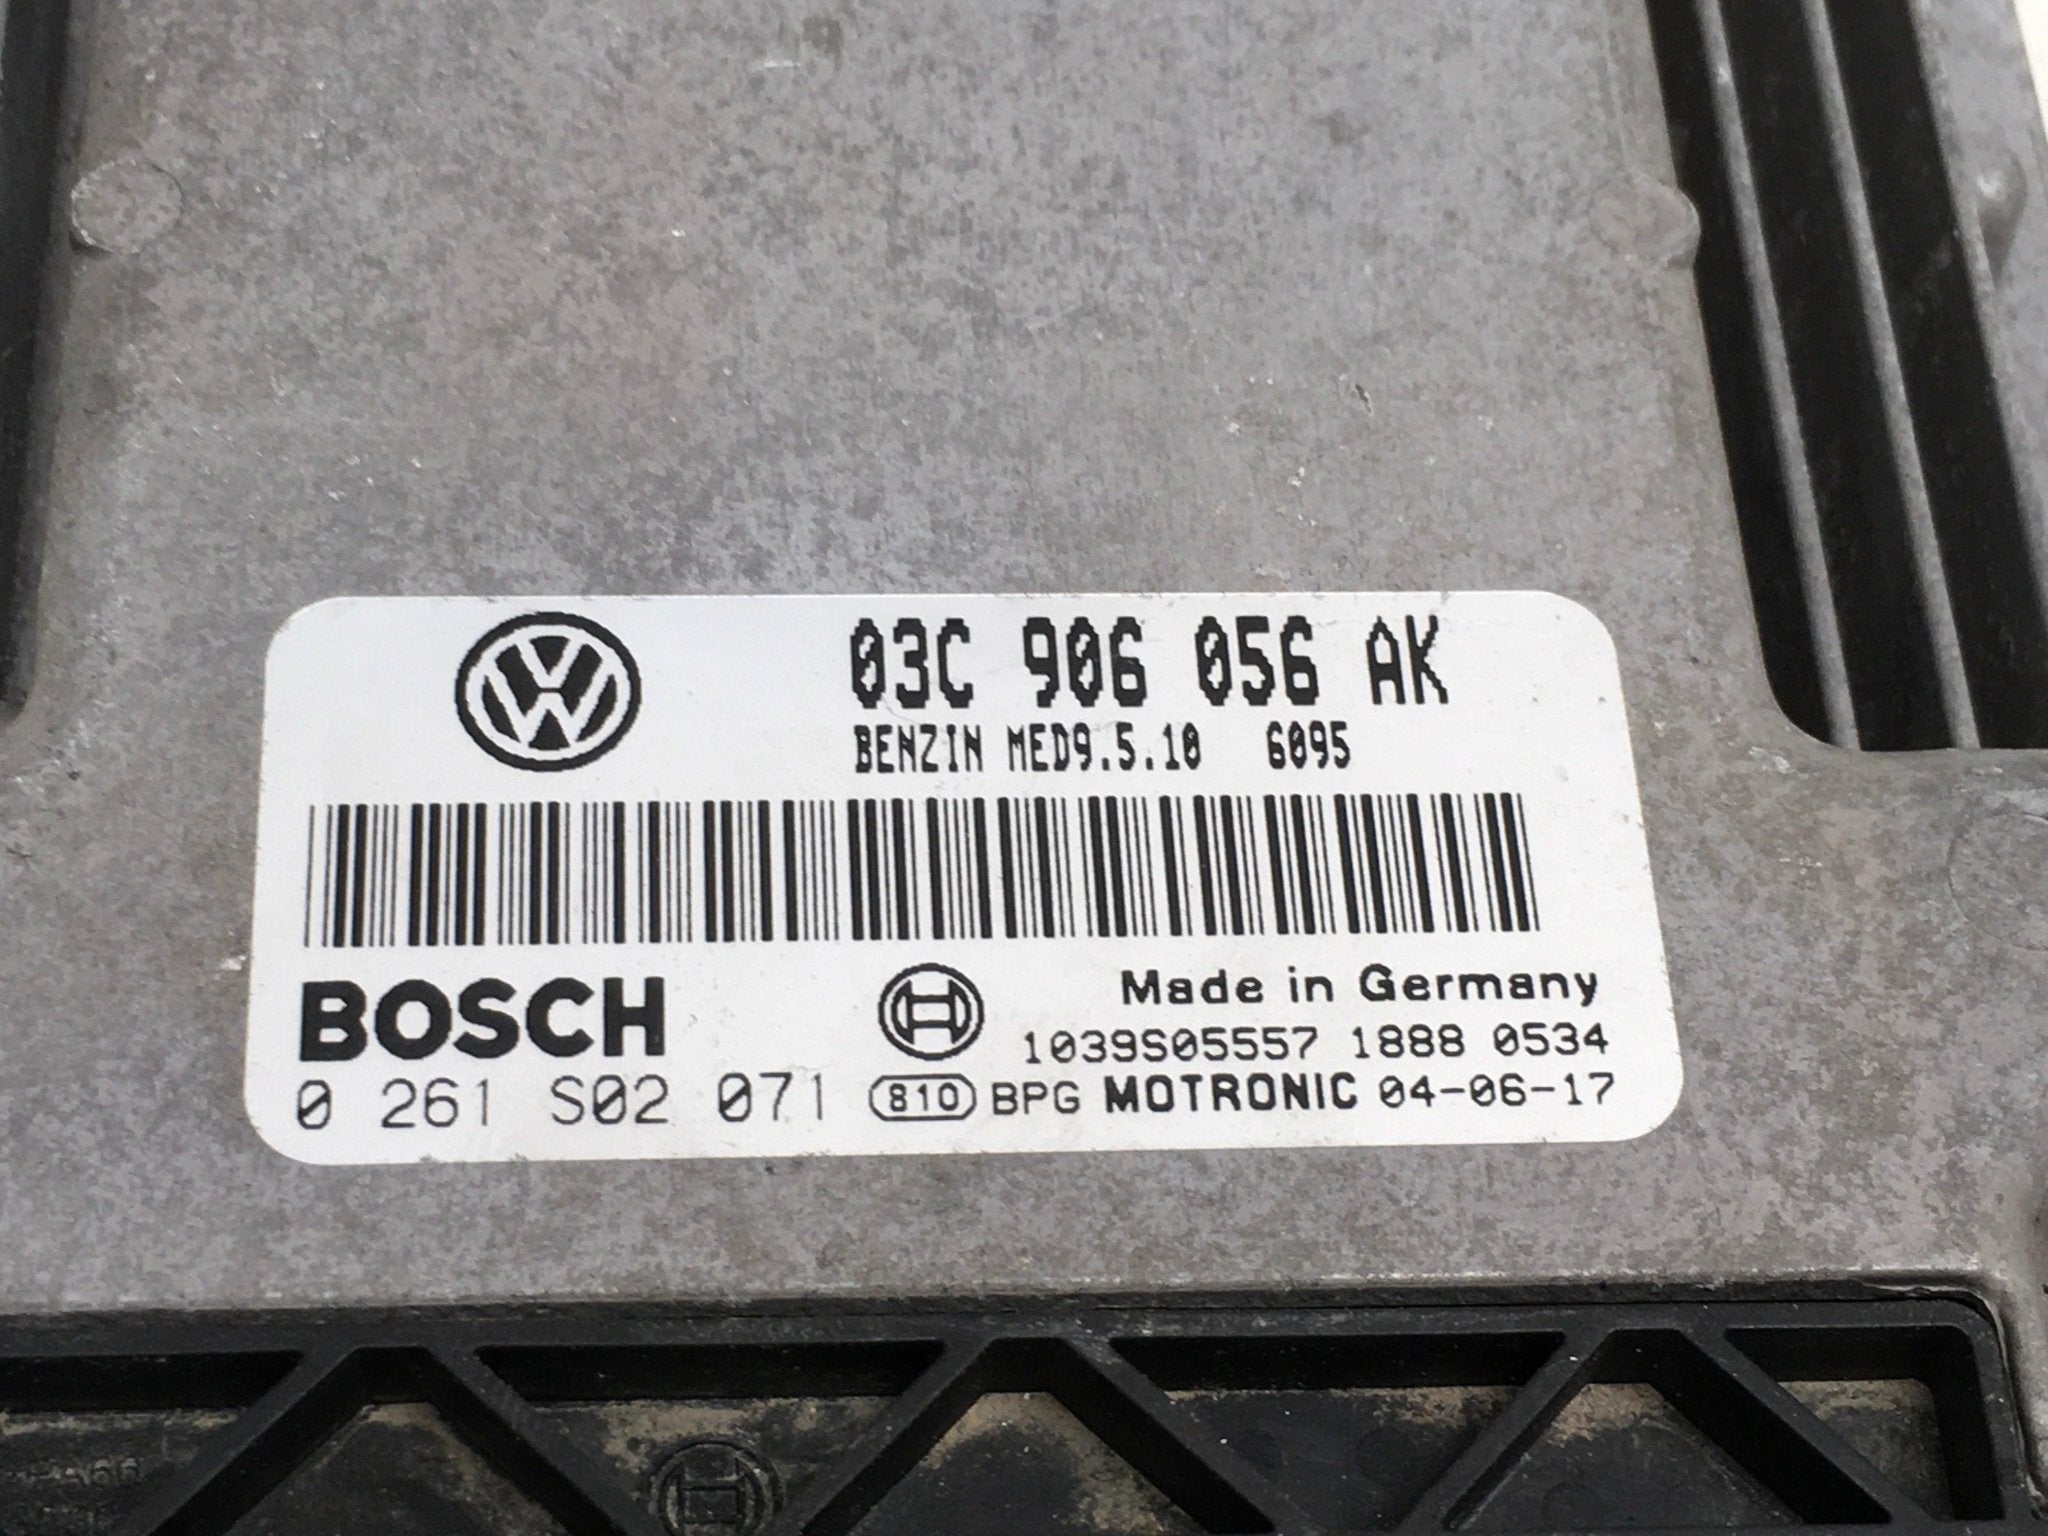 03C 906 056 AK
BENZIN MED9.5.10 6095
BOSCH
Made in Germany
1039S05557 1888 0534
0 261 S02 071 810 BPG MOTRONIC 04-06-17